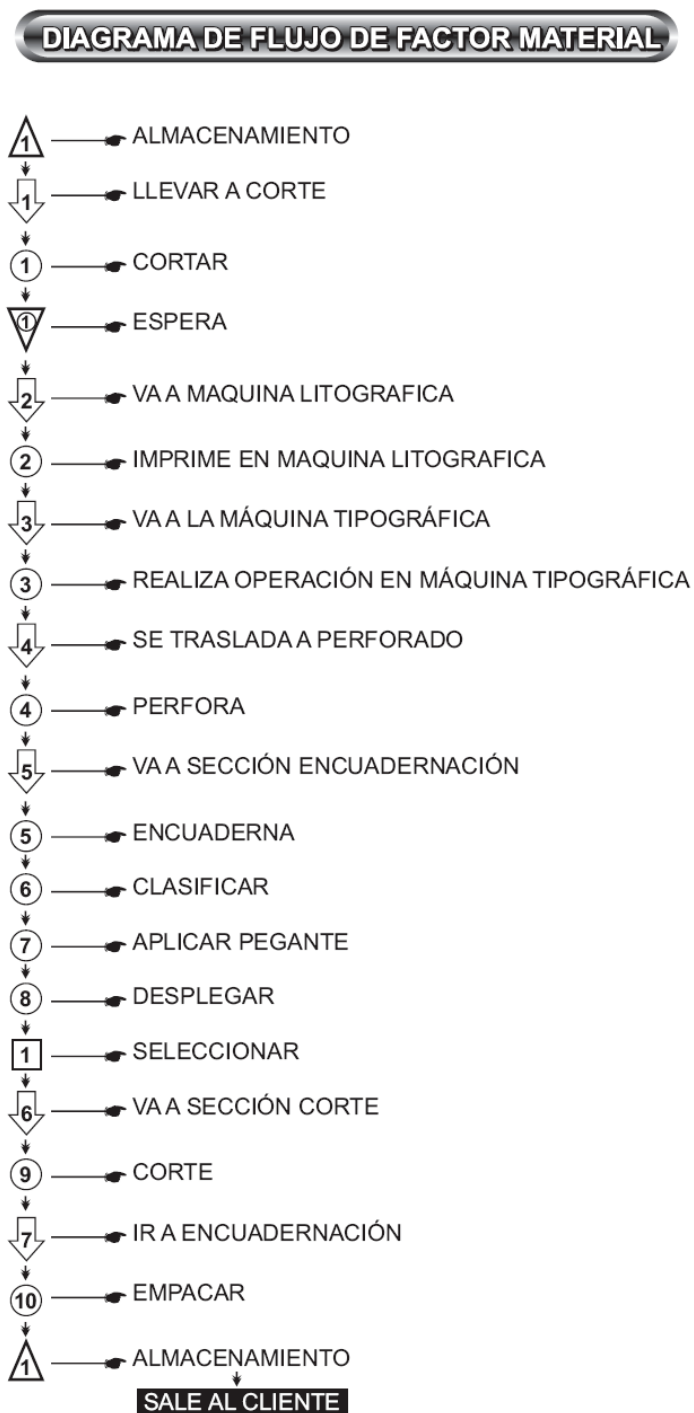 DIAGRAMA DE FLUJO DE FACTOR MATERIAL
1 ALMACENAMIENTO
1 LLEVAR A CORTE
1 CORTAR
1 ESPERA
2 VA A MAQUINA LITOGRAFICA
2 IMPRIME EN MAQUINA LITOGRAFICA
3 VA A LA MÁQUINA TIPOGRÁFICA
3 REALIZA OPERACIÓN EN MÁQUINA TIPOGRÁFICA
4 SE TRASLADA A PERFORADO
4 PERFORA
5 VA A SECCIÓN ENCUADERNACIÓN
5 ENCUADERNA
6 CLASIFICAR
7 APLICAR PEGANTE
8 DESPLEGAR
1 SELECCIONAR
6 VA A SECCIÓN CORTE
9 CORTE
7 IR A ENCUADERNACIÓN
10 EMPACAR
1 ALMACENAMIENTO
SALE AL CLIENTE